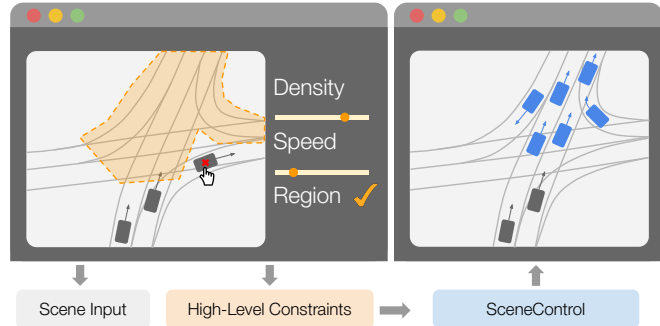 Density
Speed
Region
Scene Input
High-Level Constraints
SceneControl